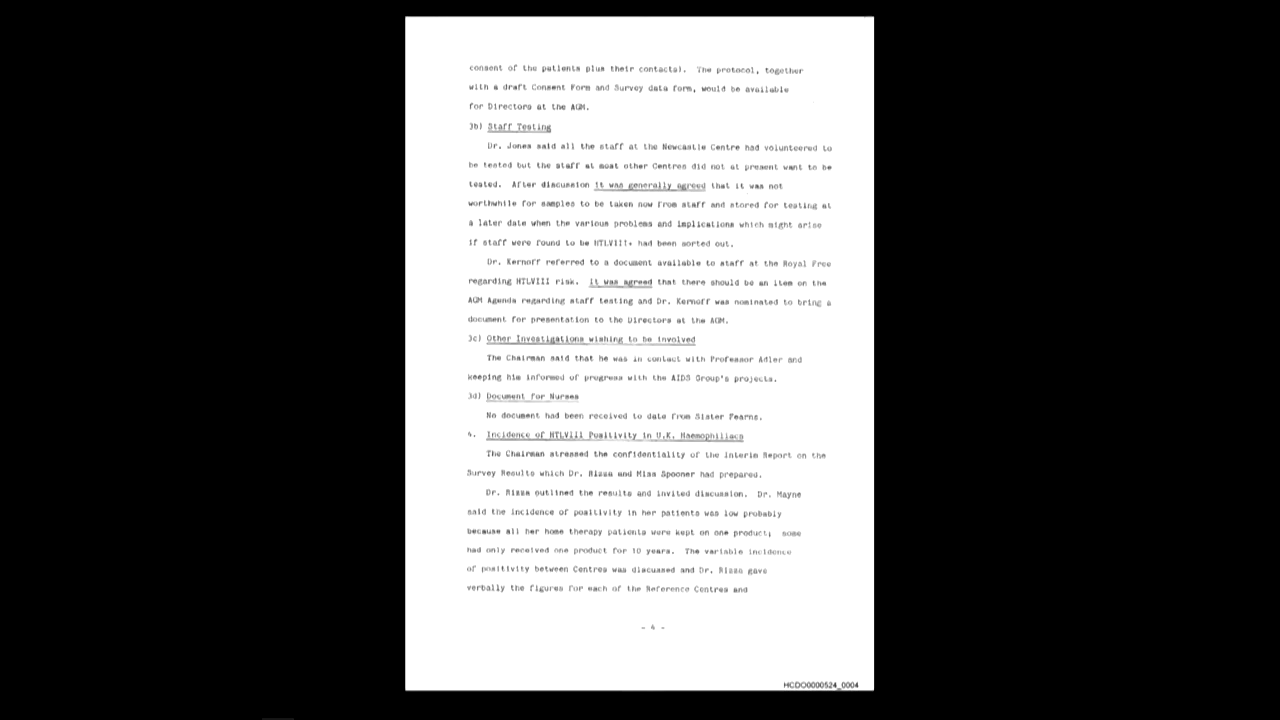 consent of the patients plus their contacts). The protocol, together
with a draft Consent Form and Survey data form, would be available
for Directors at the AGM.
3b) Staff Testing
Dr. Jones said all the staff at the Newcastle Centre had volunteered to
be tested but the staff at most other Centres did not at present want to be
tested. After discussion it was generally agreed that it was not
worthwhile for samples to be taken now from staff and stored for testing at
a later date when the various problems and implications which might arise
if staff were found to be HTLVIII+ had been sorted out.
Dr. Kernoff referred to a document available to staff at the Royal Free
regarding HTLVIII risk. It was agreed that there should be an item on the
AGM Agenda regarding staff testing and Dr. Kernoff was nominated to bring a
document for presentation to the Directors at the AGM.
3c) Other Investigations wishing to be involved
The Chairman said that he was in contact with Professor Adler and
keeping him informed of progress with the AIDS Group's projects.
3d) Document for Nurses
No document had been received to date from Sister Fearns.
4. Incidence of HTLVIII Positivity in U.K. Haemophiliacs
The Chairman stressed the confidentiality of the Interim Report on the
Survey Results which Dr. Rizza and Miss Spooner had prepared.
Dr. Rizza outlined the results and invited discussion. Dr. Mayne
said the incidence of positivity in her patients was low probably
because all her home therapy patients were kept on one product; some
had only received one product for 10 years. The variable incidence
of positivity between Centres was discussed and Dr. Rizza gave
verbally the figures for each of the Reference Centres and
- 4 -
HCDO0000524_0004